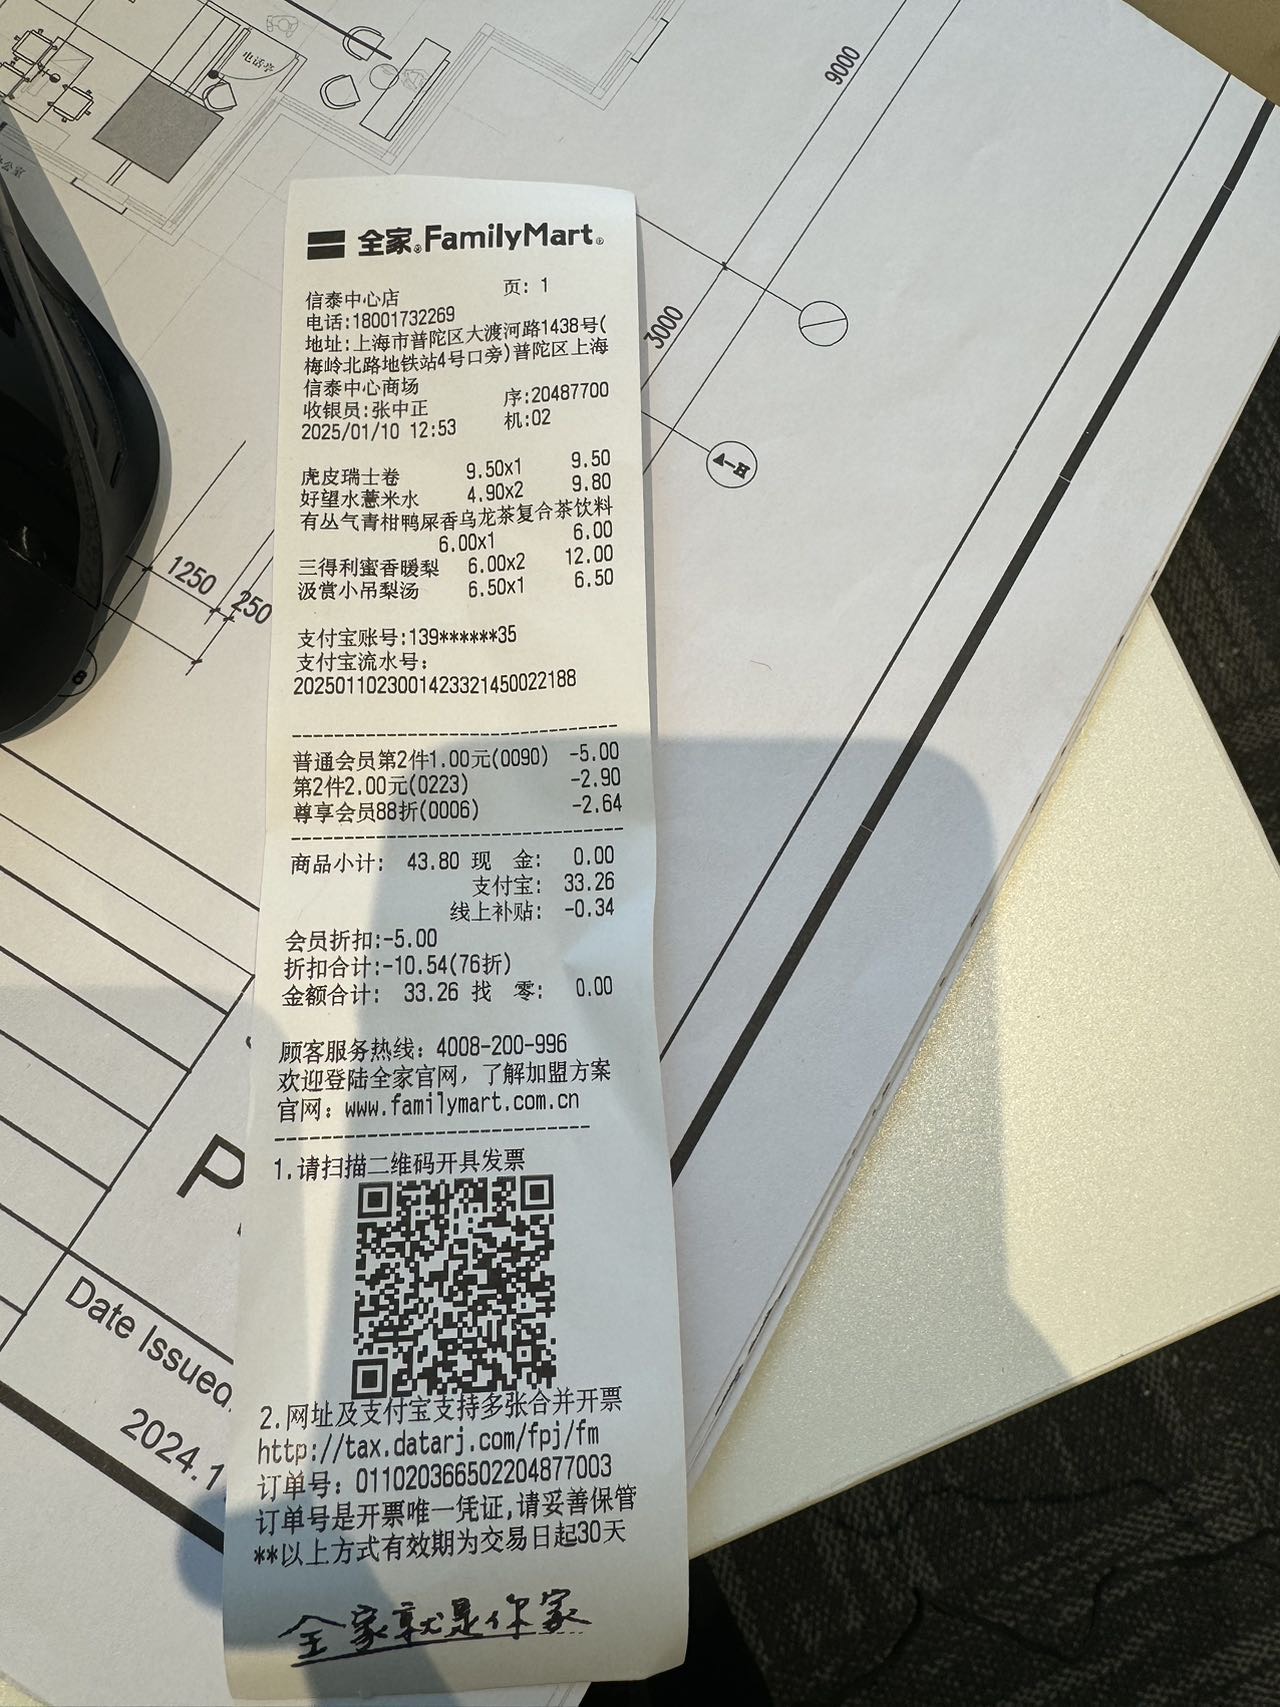 电话亭
公室
9000
3000
A-H
1250
250
8
全家 FamilyMart
页: 1
信泰中心店
电话:18001732269
地址:上海市普陀区大渡河路1438号(
梅岭北路地铁站4号口旁)普陀区上海
信泰中心商场
序:20487700
收银员:张中正
机:02
2025/01/10 12:53
虎皮瑞士卷 9.50x1 9.50
好望水薏米水 4.90x2 9.80
有丛气青柑鸭屎香乌龙茶复合茶饮料
6.00x1 6.00
三得利蜜香暖梨 6.00x2 12.00
汲赏小吊梨汤 6.50x1 6.50
支付宝账号:139******35
支付宝流水号:
2025011023001423321450022188
普通会员第2件1.00元(0090) -5.00
第2件2.00元(0223) -2.90
尊享会员88折(0006) -2.64
商品小计: 43.80 现 金: 0.00
支付宝: 33.26
线上补贴: -0.34
会员折扣:-5.00
折扣合计:-10.54(76折)
金额合计: 33.26 找 零: 0.00
顾客服务热线: 4008-200-996
欢迎登陆全家官网，了解加盟方案
官网: www.familymart.com.cn
1.请扫描二维码开具发票
2.网址及支付宝支持多张合并开票
http://tax.datarj.com/fpj/fm
订单号: 011020366502204877003
订单号是开票唯一凭证,请妥善保管
**以上方式有效期为交易日起30天
全家就是你家
P
Date Issued
2024.1